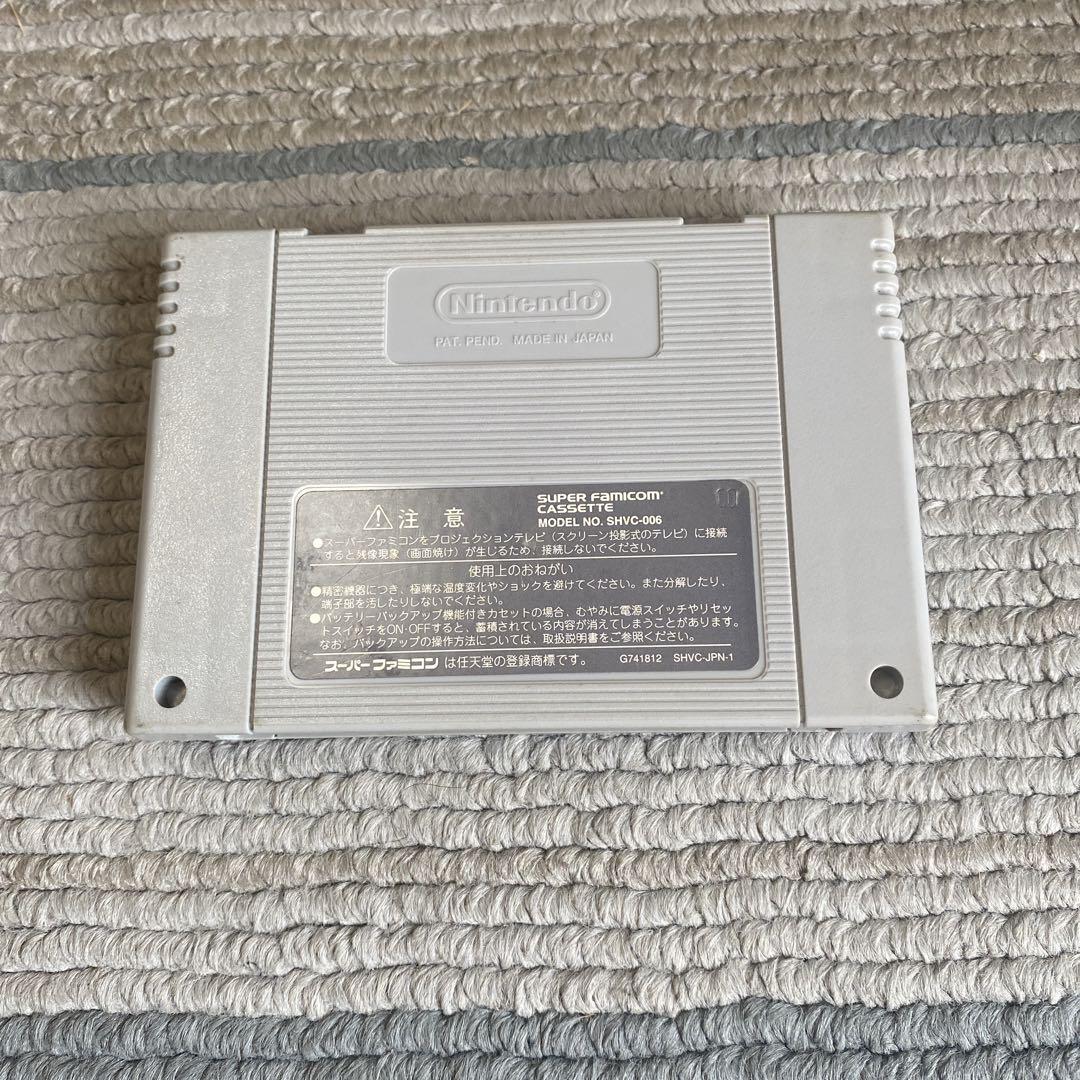 Nintendo®
PAT. PEND. MADE IN JAPAN
⚠注 意
SUPER FAMICOM®
CASSETTE
MODEL NO. SHVC-006
●スーパーファミコンをプロジェクションテレビ（スクリーン投影式のテレビ）に接続
すると残像現象（画面焼け）が生じるため、接続しないでください。
使用上のおねがい
●精密機器につき、極端な温度変化やショックを避けてください。また分解したり、
端子部を汚したりしないでください。
●バッテリーバックアップ機能付きカセットの場合、むやみに電源スイッチやリセッ
トスイッチをON・OFFすると、蓄積されている内容が消えてしまうことがあります。
なお、バックアップの操作方法については、取扱説明書をご参照ください。
スーパーファミコン は任天堂の登録商標です。 G741812 SHVC-JPN-1